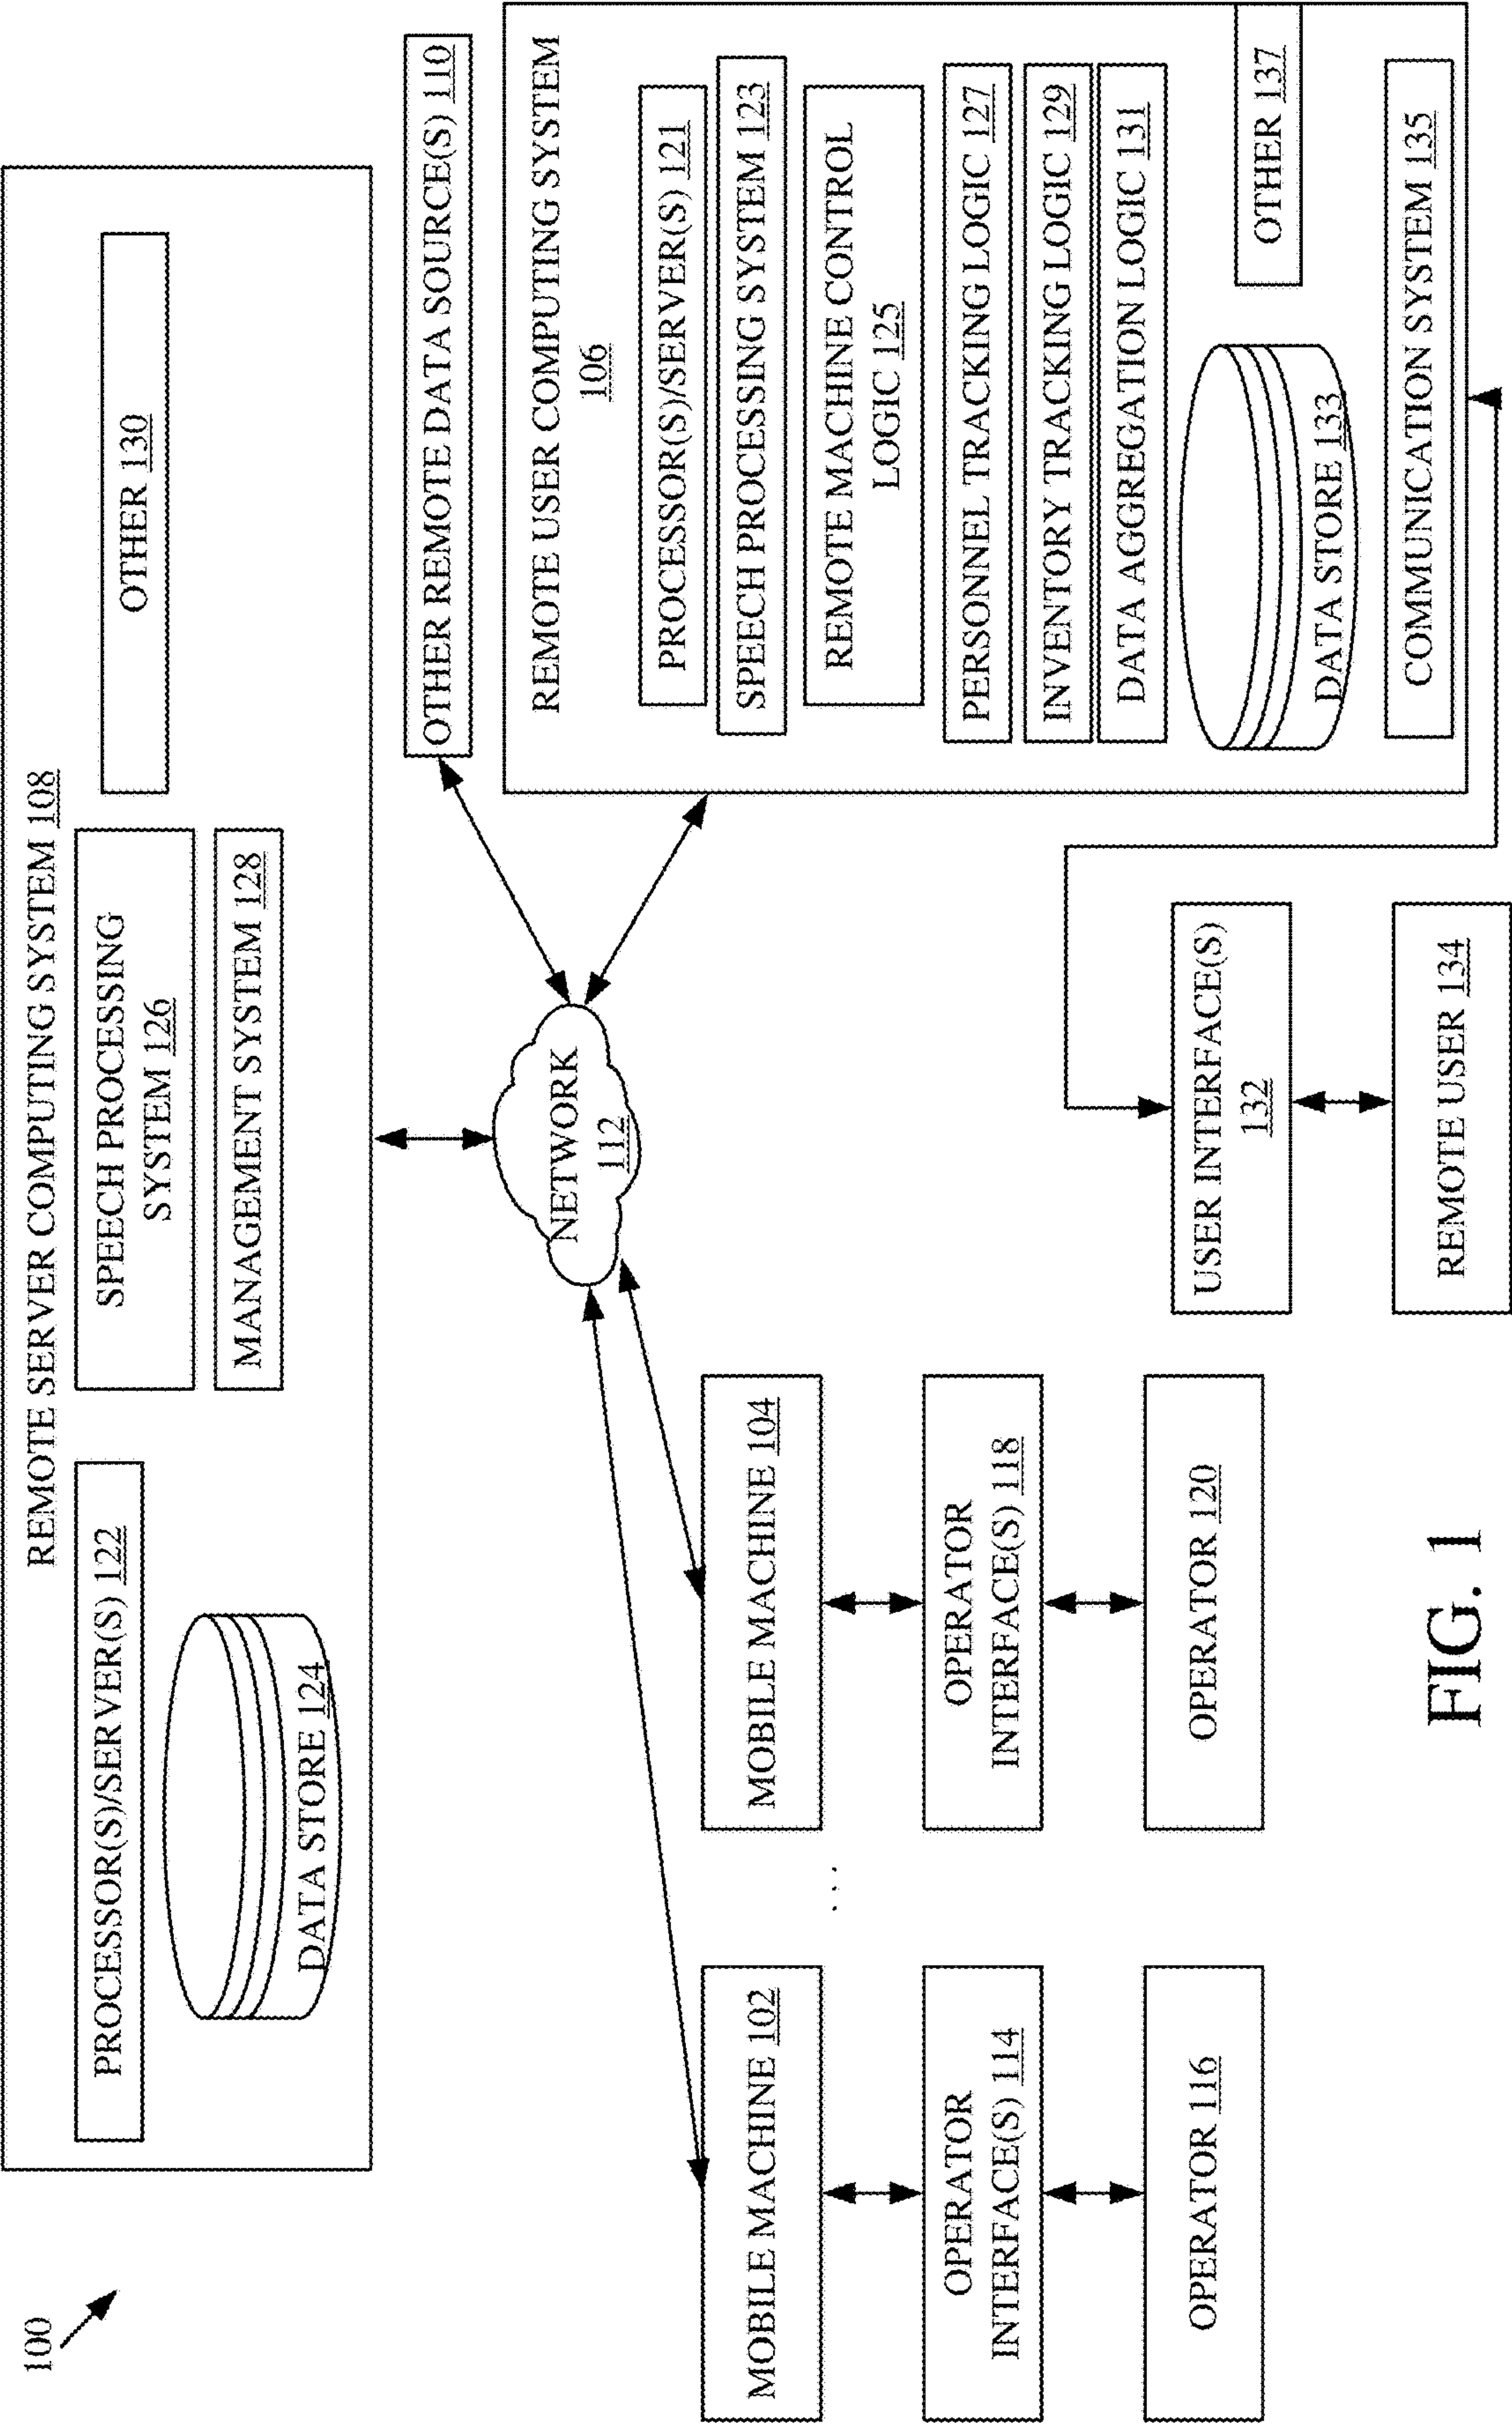 100
REMOTE SERVER COMPUTING SYSTEM 108
PROCESSOR(S)/SERVER(S) 122
DATA STORE 124
SPEECH PROCESSING
SYSTEM 126
MANAGEMENT SYSTEM 128
OTHER 130
NETWORK
112
OTHER REMOTE DATA SOURCE(S) 110
MOBILE MACHINE 102
OPERATOR
INTERFACE(S) 114
OPERATOR 116
. . .
MOBILE MACHINE 104
OPERATOR
INTERFACE(S) 118
OPERATOR 120
REMOTE USER COMPUTING SYSTEM
106
PROCESSOR(S)/SERVER(S) 121
SPEECH PROCESSING SYSTEM 123
REMOTE MACHINE CONTROL
LOGIC 125
PERSONNEL TRACKING LOGIC 127
INVENTORY TRACKING LOGIC 129
DATA AGGREGATION LOGIC 131
DATA STORE 133
OTHER 137
COMMUNICATION SYSTEM 135
USER INTERFACE(S)
132
REMOTE USER 134
FIG. 1